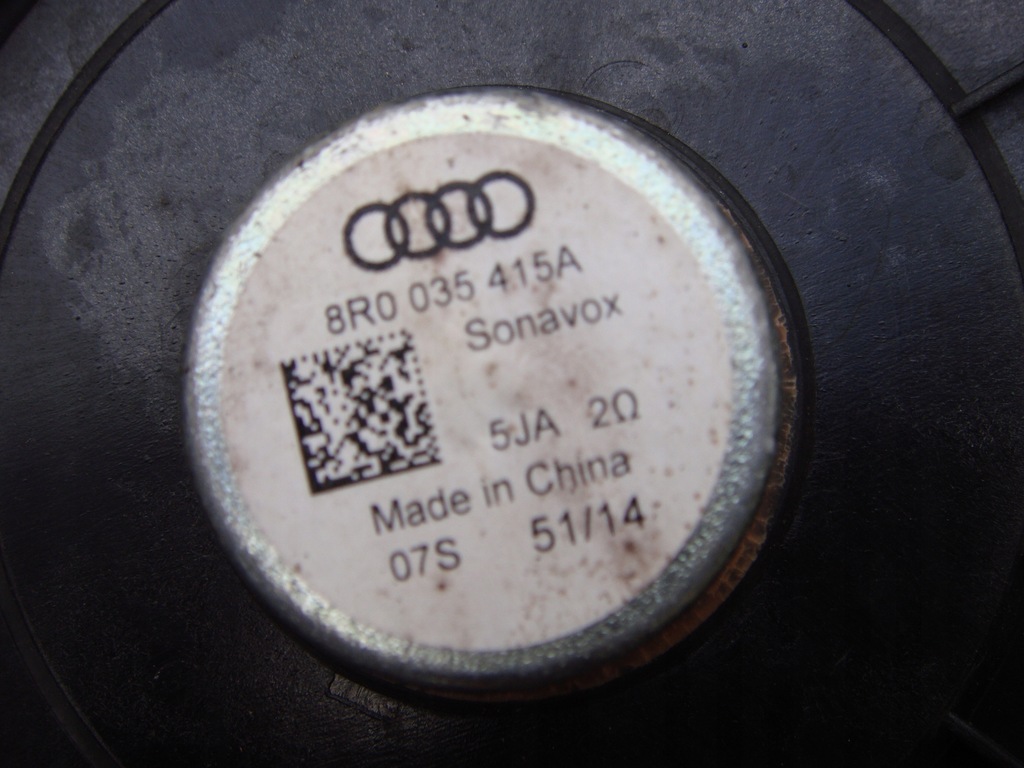 8R0 035 415A
Sonavox
5JA 2Ω
Made in China
07S 51/14